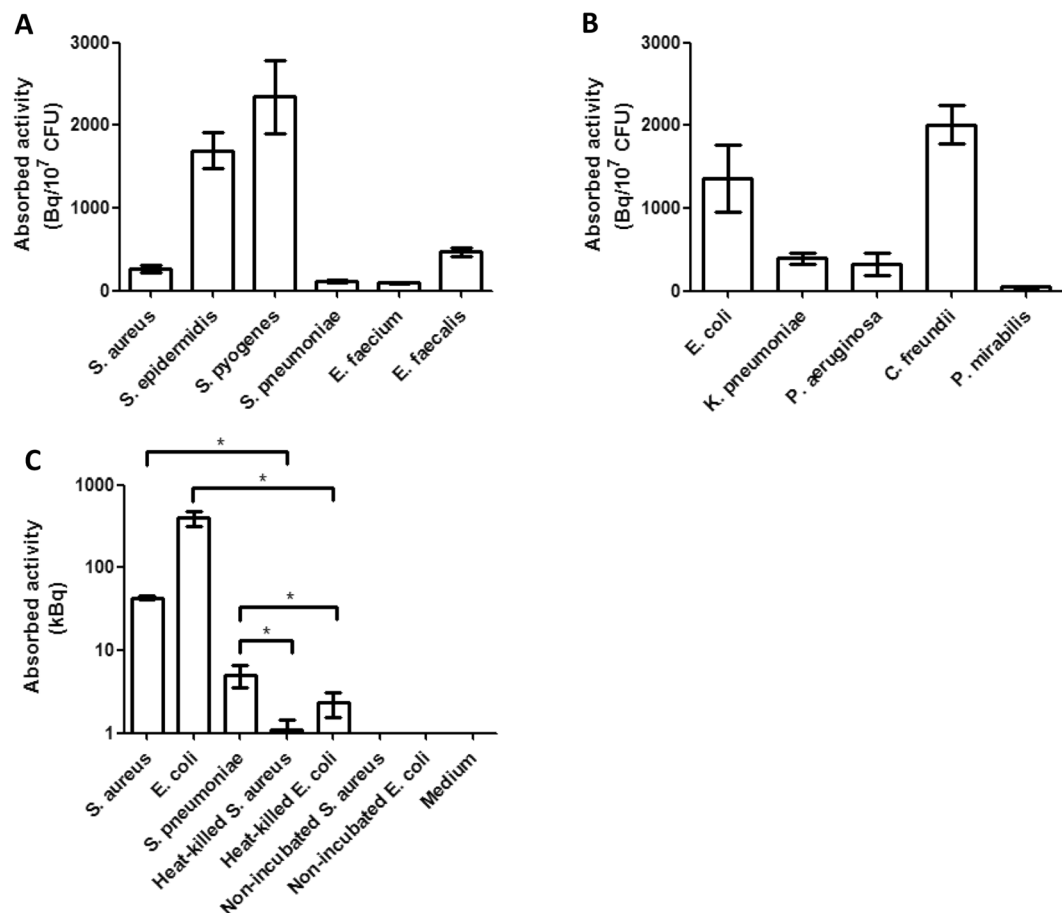 A
Absorbed activity
(Bq/10⁷ CFU)
3000
2000
1000
0
S. aureus
S. epidermidis
S. pyogenes
S. pneumoniae
E. faecium
E. faecalis
B
Absorbed activity
(Bq/10⁷ CFU)
3000
2000
1000
0
E. coli
K. pneumoniae
P. aeruginosa
C. freundii
P. mirabilis
C
Absorbed activity
(kBq)
1000
100
10
1
*
*
*
*
S. aureus
E. coli
S. pneumoniae
Heat-killed S. aureus
Heat-killed E. coli
Non-incubated S. aureus
Non-incubated E. coli
Medium